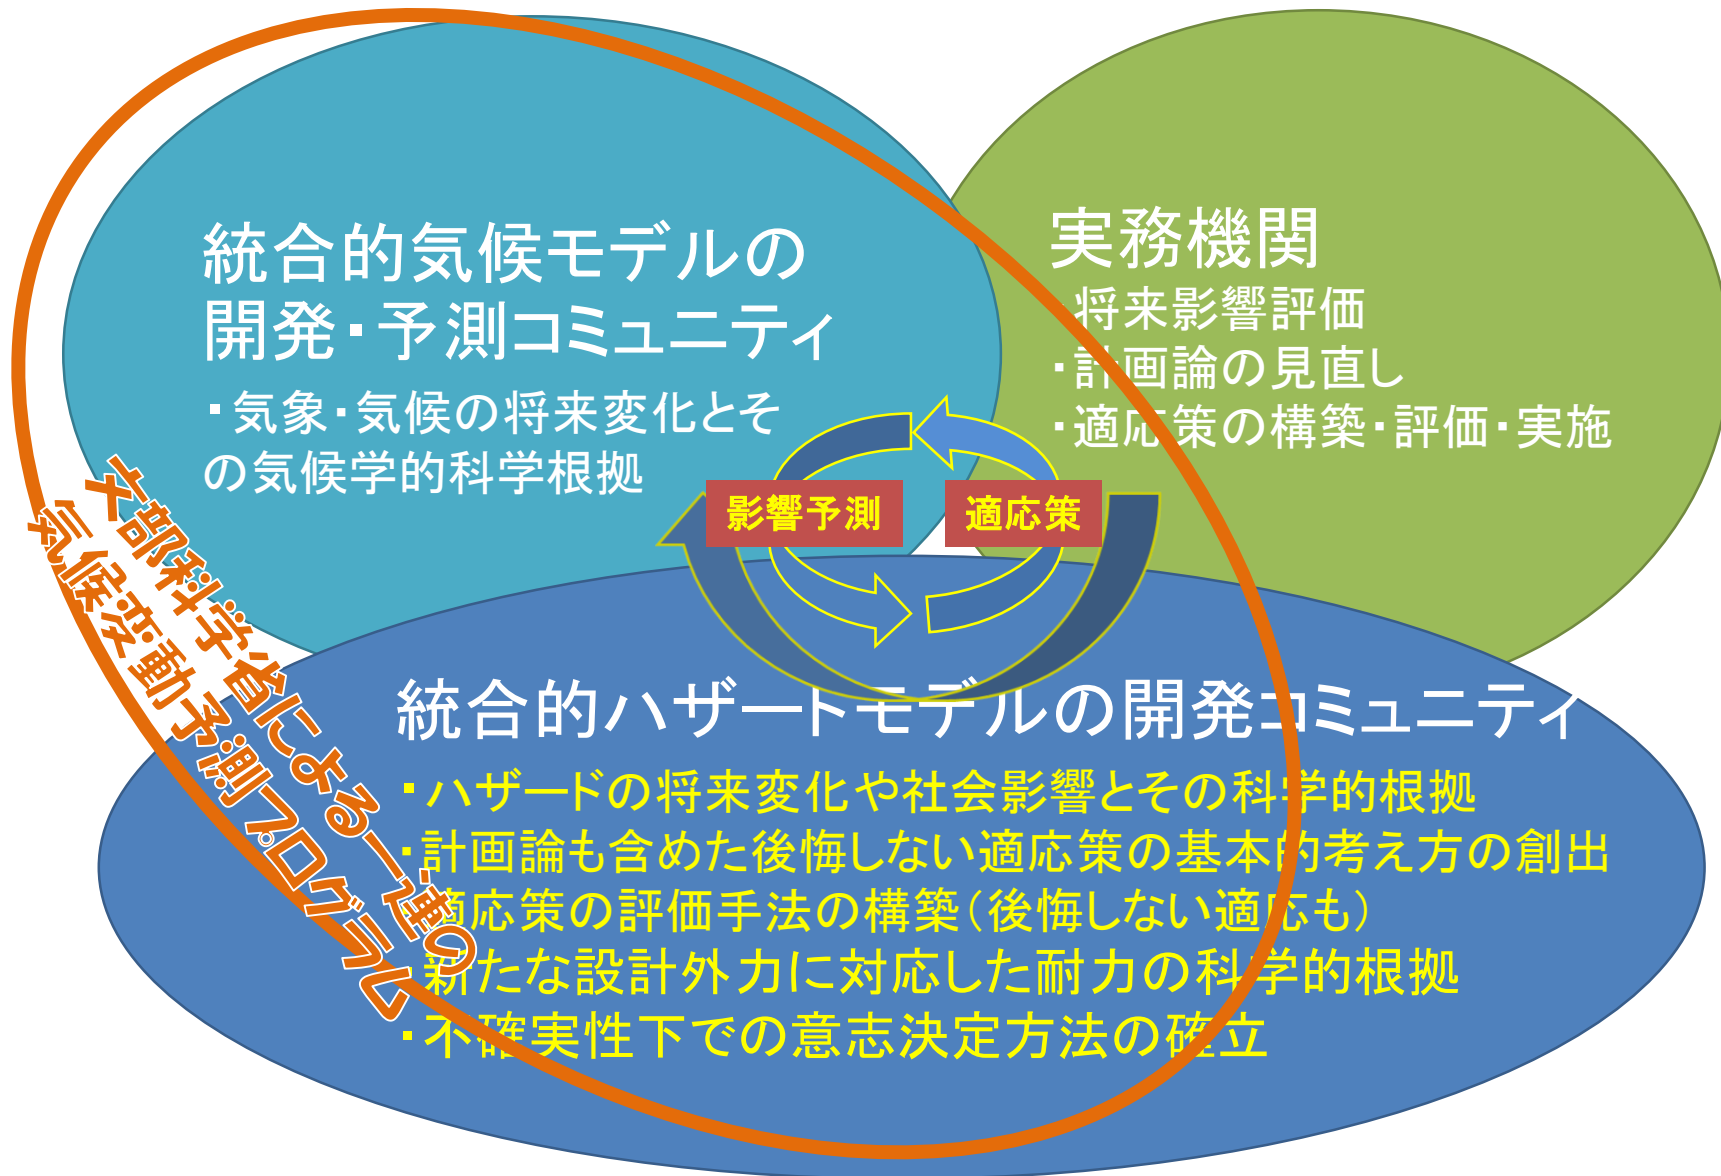 統合的気候モデルの
開発・予測コミュニティ
・気象・気候の将来変化とそ
の気候学的科学根拠
実務機関
・将来影響評価
・計画論の見直し
・適応策の構築・評価・実施
影響予測
適応策
文部科学省による一連の
気候変動予測プログラム
統合的ハザートモデルの開発コミュニティ
・ハザードの将来変化や社会影響とその科学的根拠
・計画論も含めた後悔しない適応策の基本的考え方の創出
・適応策の評価手法の構築（後悔しない適応も）
・新たな設計外力に対応した耐力の科学的根拠
・不確実性下での意志決定方法の確立